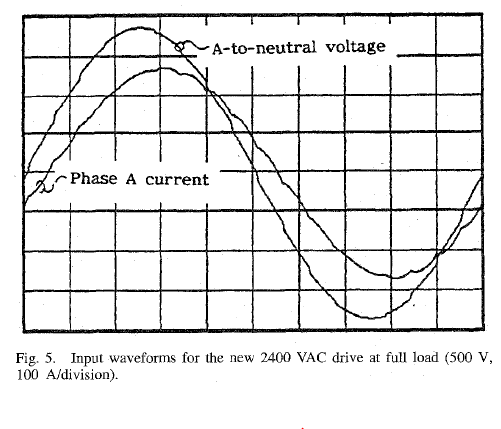 A-to-neutral voltage
Phase A current
Fig. 5. Input waveforms for the new 2400 VAC drive at full load (500 V,
100 A/division).